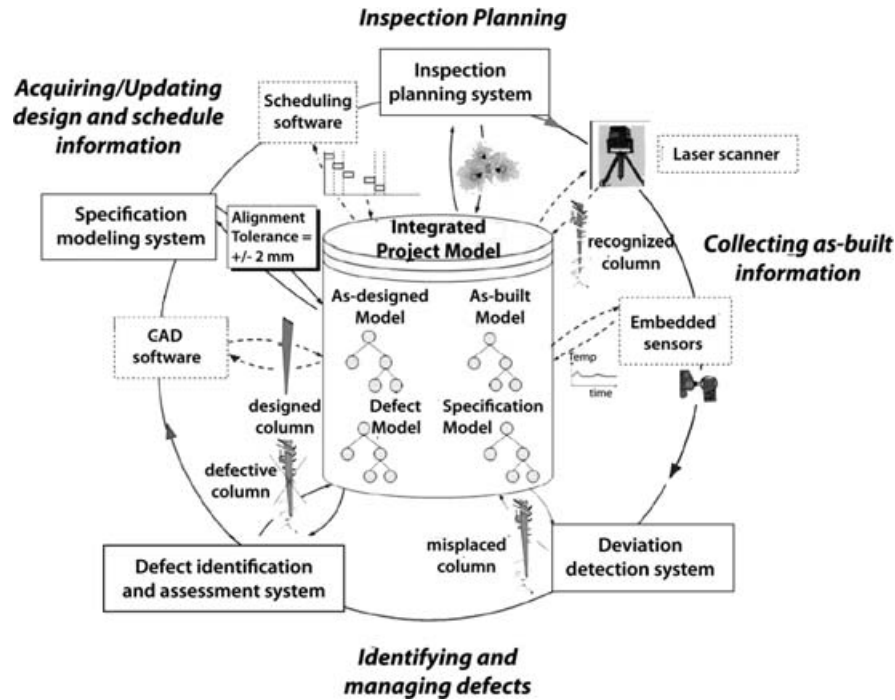 Inspection Planning
Inspection
planning system
Acquiring/Updating
design and schedule
information
Scheduling
software
Laser scanner
Specification
modeling system
Alignment
Tolerance =
+/- 2 mm
Integrated
Project Model
recognized
column
Collecting as-built
information
As-designed
Model
As-built
Model
Embedded
sensors
CAD
software
Temp
time
designed
column
Defect
Model
Specification
Model
defective
column
misplaced
column
Defect identification
and assessment system
Deviation
detection system
Identifying and
managing defects